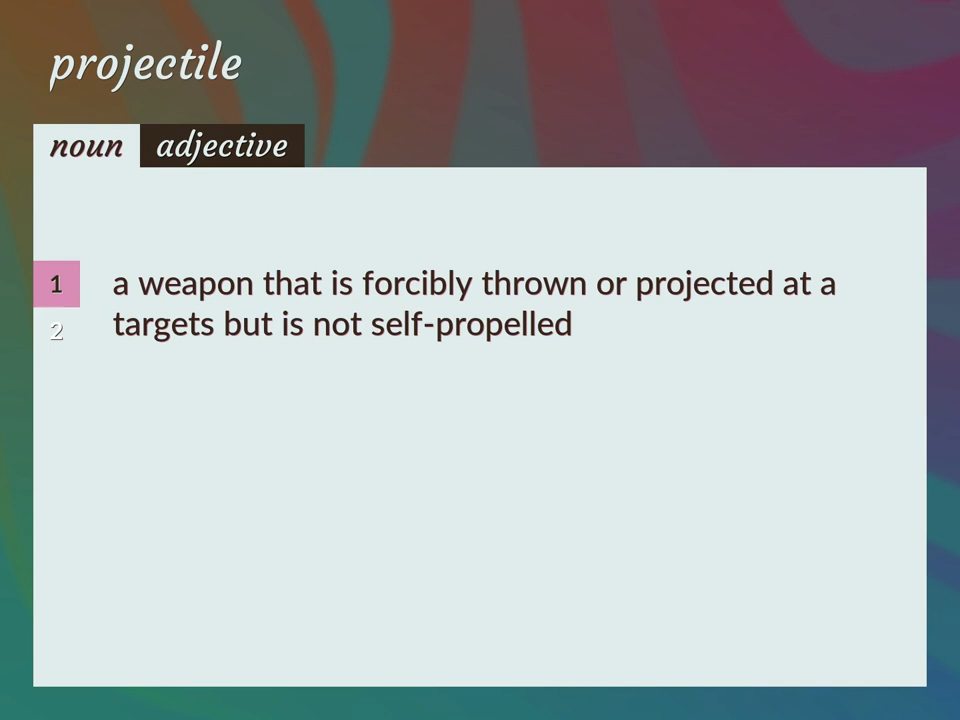 projectile
noun adjective
1 a weapon that is forcibly thrown or projected at a
2 targets but is not self-propelled